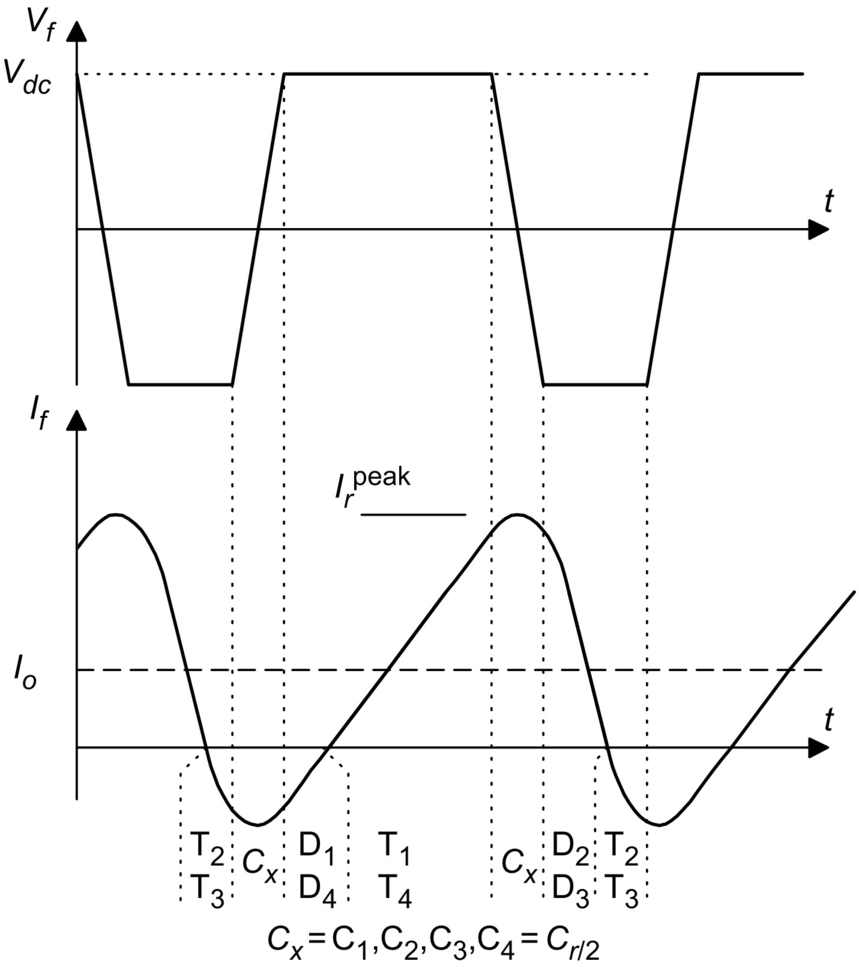 V_f
V_dc
t
I_f
I_r^peak
I_o
t
T_2 C_x D_1 T_1 C_x D_2 T_2
T_3 D_4 T_4 D_3 T_3
C_x=C_1,C_2,C_3,C_4=C_r/2